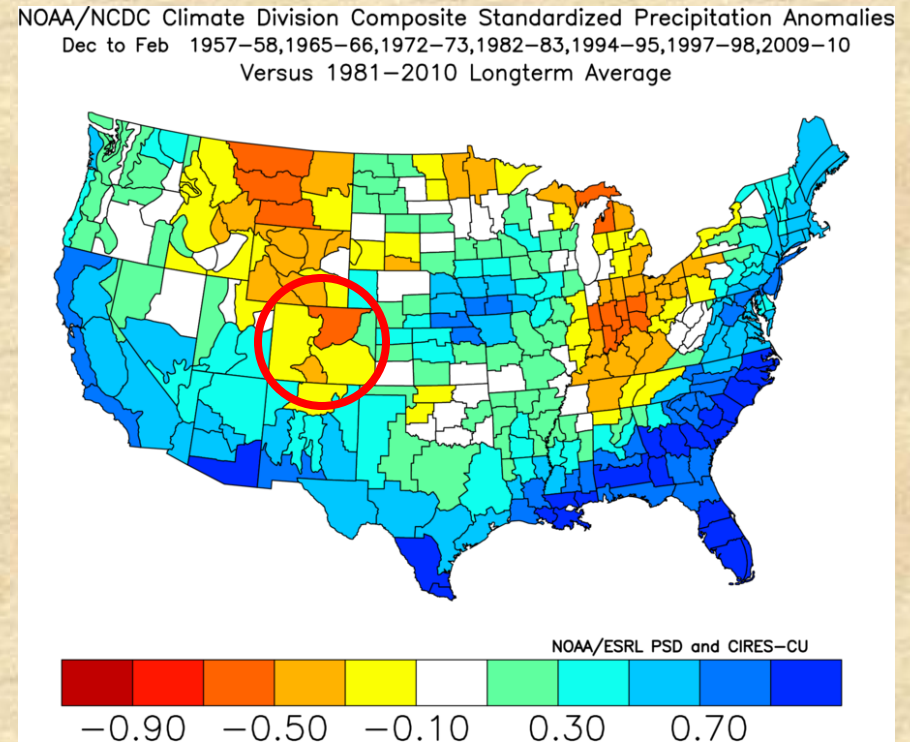 NOAA/NCDC Climate Division Composite Standardized Precipitation Anomalies
Dec to Feb 1957-58,1965-66,1972-73,1982-83,1994-95,1997-98,2009-10
Versus 1981-2010 Longterm Average
NOAA/ESRL PSD and CIRES-CU
-0.90 -0.50 -0.10 0.30 0.70